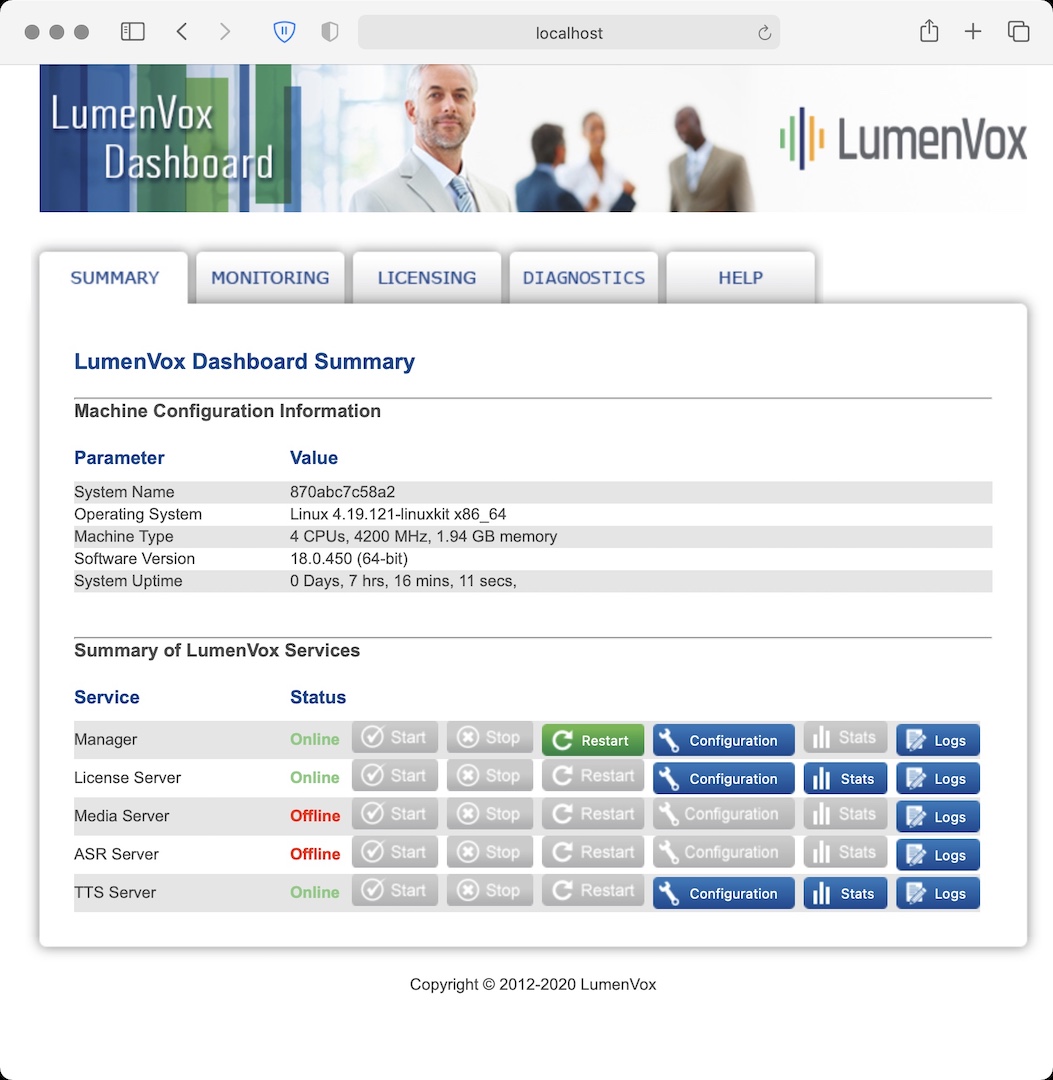 localhost
LumenVox
Dashboard
LumenVox
SUMMARY MONITORING LICENSING DIAGNOSTICS HELP
LumenVox Dashboard Summary
Machine Configuration Information
Parameter Value
System Name 870abc7c58a2
Operating System Linux 4.19.121-linuxkit x86_64
Machine Type 4 CPUs, 4200 MHz, 1.94 GB memory
Software Version 18.0.450 (64-bit)
System Uptime 0 Days, 7 hrs, 16 mins, 11 secs,
Summary of LumenVox Services
Service Status
Manager Online Start Stop Restart Configuration Stats Logs
License Server Online Start Stop Restart Configuration Stats Logs
Media Server Offline Start Stop Restart Configuration Stats Logs
ASR Server Offline Start Stop Restart Configuration Stats Logs
TTS Server Online Start Stop Restart Configuration Stats Logs
Copyright © 2012-2020 LumenVox